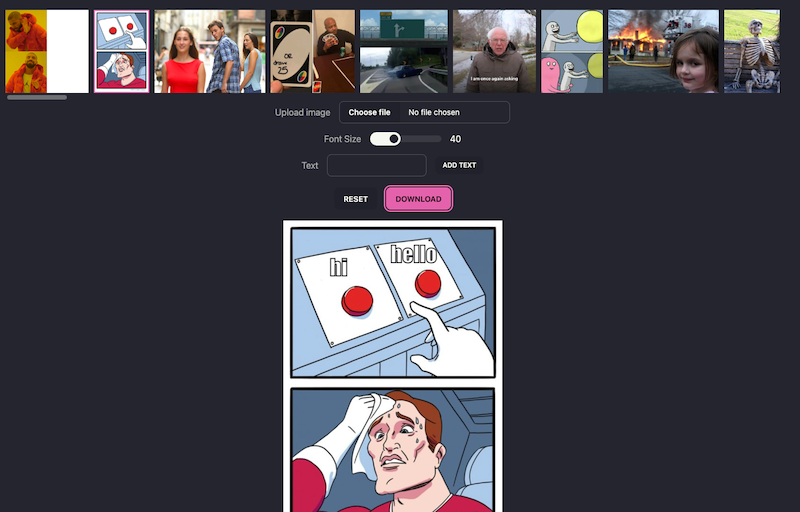 OR
draw
25
I am once again asking
Upload image Choose file No file chosen
Font Size 40
Text ADD TEXT
RESET DOWNLOAD
hi
hello